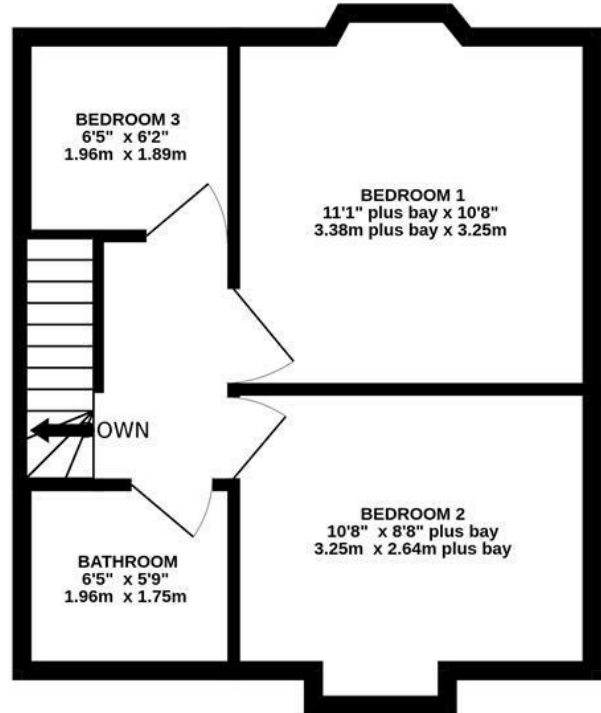 BEDROOM 3
6'5" x 6'2"
1.96m x 1.89m
BEDROOM 1
11'1" plus bay x 10'8"
3.38m plus bay x 3.25m
OWN
BEDROOM 2
10'8" x 8'8" plus bay
3.25m x 2.64m plus bay
BATHROOM
6'5" x 5'9"
1.96m x 1.75m